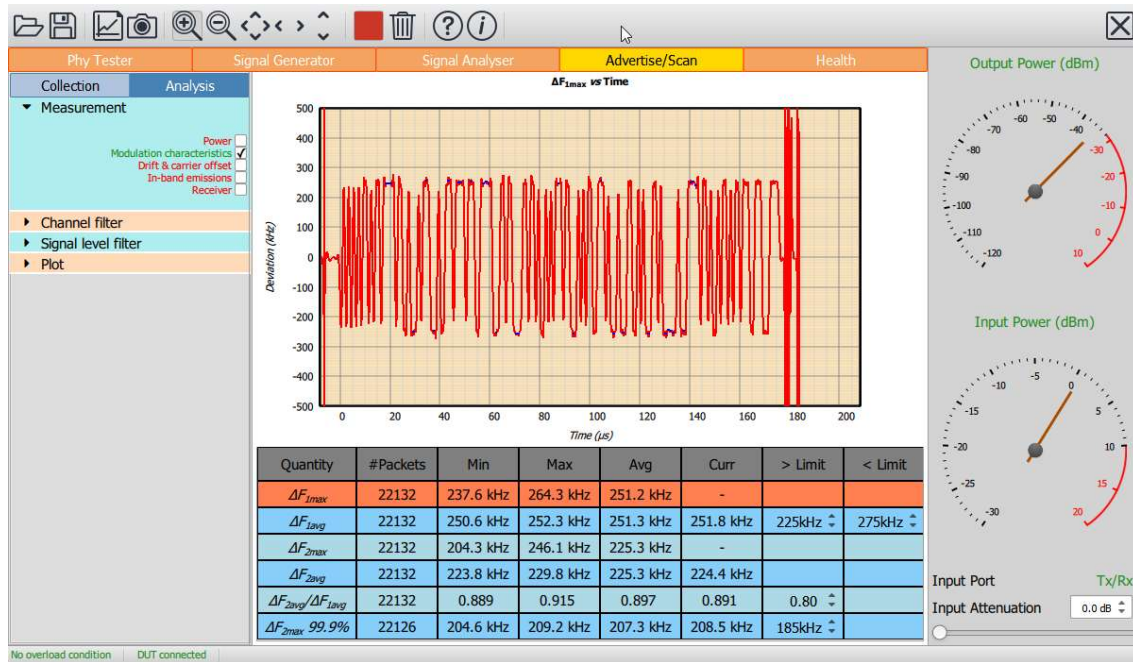 Phy Tester Signal Generator Signal Analyser Advertise/Scan Health
Collection Analysis
Measurement
Power
Modulation characteristics
Drift & carrier offset
In-band emissions
Receiver
Channel filter
Signal level filter
Plot
ΔF1max vs Time
500
400
300
200
100
0
-100
-200
-300
-400
-500
Deviation (kHz)
0 20 40 60 80 100 120 140 160 180 200
Time (µs)
Quantity #Packets Min Max Avg Curr > Limit < Limit
ΔF1max 22132 237.6 kHz 264.3 kHz 251.2 kHz -
ΔF1avg 22132 250.6 kHz 252.3 kHz 251.3 kHz 251.8 kHz 225kHz 275kHz
ΔF2max 22132 204.3 kHz 246.1 kHz 225.3 kHz -
ΔF2avg 22132 223.8 kHz 229.8 kHz 225.3 kHz 224.4 kHz
ΔF2avg/ΔF1avg 22132 0.889 0.915 0.897 0.891 0.80
ΔF2max 99.9% 22126 204.6 kHz 209.2 kHz 207.3 kHz 208.5 kHz 185kHz
Output Power (dBm)
-120
-110
-100
-90
-80
-70
-60
-50
-40
-30
-20
-10
0
10
Input Power (dBm)
-30
-25
-20
-15
-10
-5
0
5
10
15
20
Input Port Tx/Rx
Input Attenuation 0.0 dB
No overload condition DUT connected